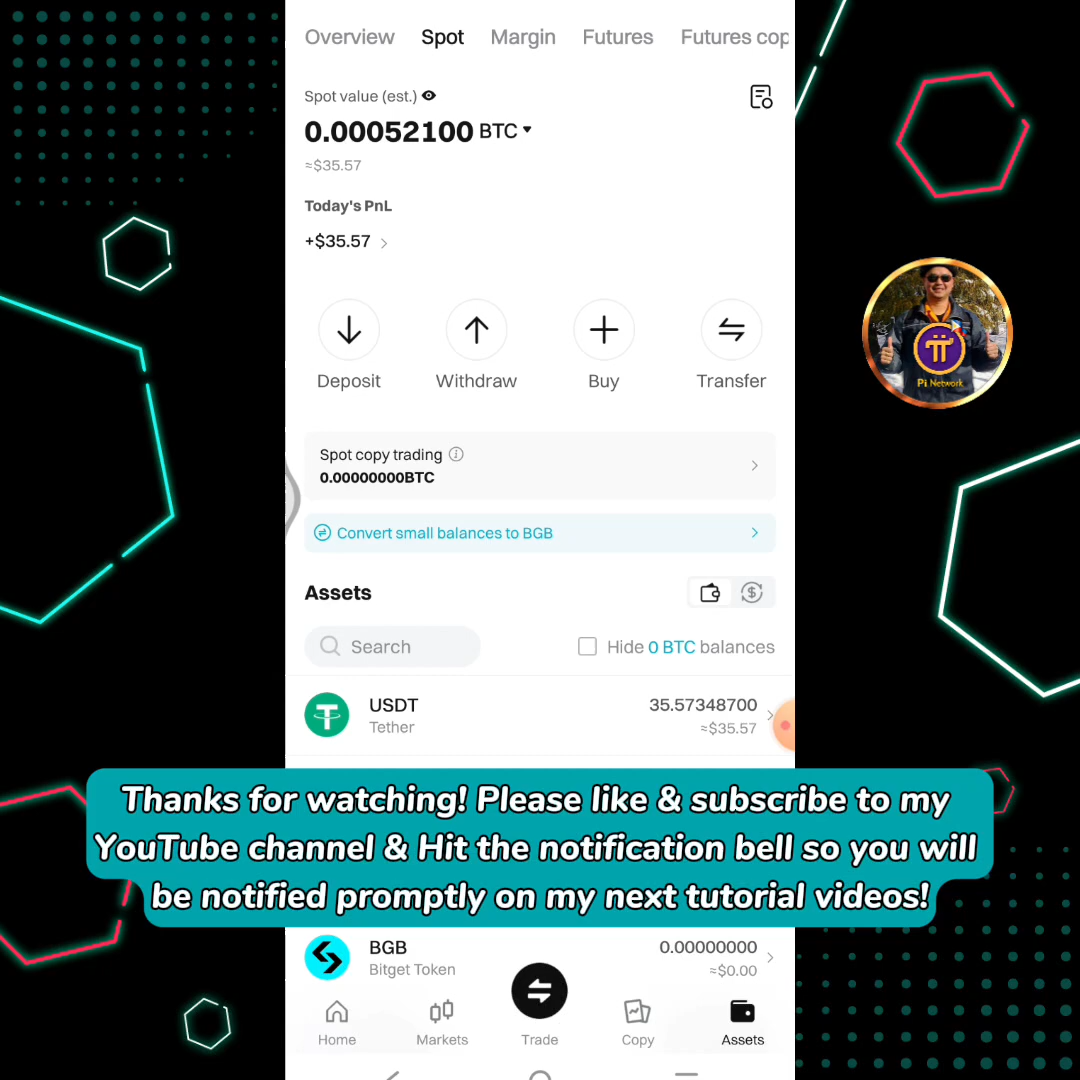 Overview Spot Margin Futures Futures cop
Spot value (est.)
0.00052100 BTC
≈$35.57
Today's PnL
+$35.57
Deposit Withdraw Buy Transfer
Spot copy trading
0.00000000BTC
Convert small balances to BGB
Assets
Search Hide 0 BTC balances
USDT 35.57348700
Tether ≈$35.57
Thanks for watching! Please like & subscribe to my
YouTube channel & Hit the notification bell so you will
be notified promptly on my next tutorial videos!
BGB 0.00000000
Bitget Token ≈$0.00
Home Markets Trade Copy Assets
Pi Network